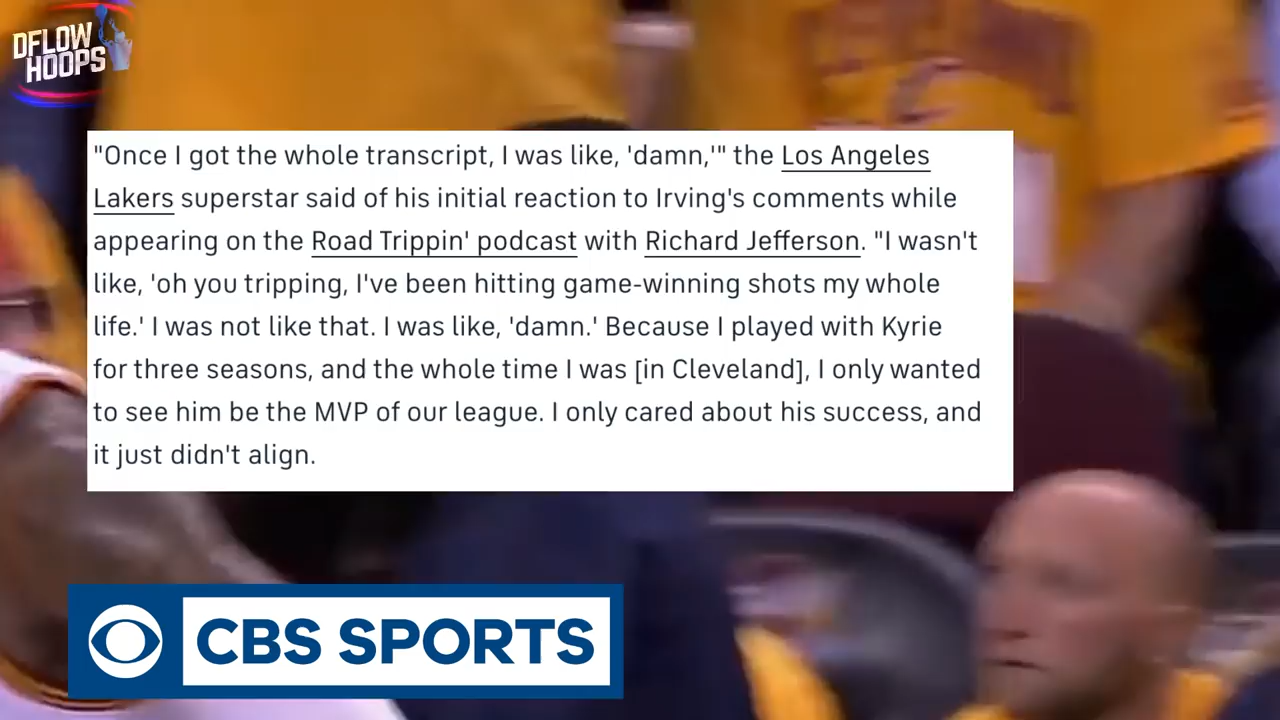 DFLOW
HOOPS
"Once I got the whole transcript, I was like, 'damn,'" the Los Angeles
Lakers superstar said of his initial reaction to Irving's comments while
appearing on the Road Trippin' podcast with Richard Jefferson. "I wasn't
like, 'oh you tripping, I've been hitting game-winning shots my whole
life.' I was not like that. I was like, 'damn.' Because I played with Kyrie
for three seasons, and the whole time I was [in Cleveland], I only wanted
to see him be the MVP of our league. I only cared about his success, and
it just didn't align.
CBS SPORTS